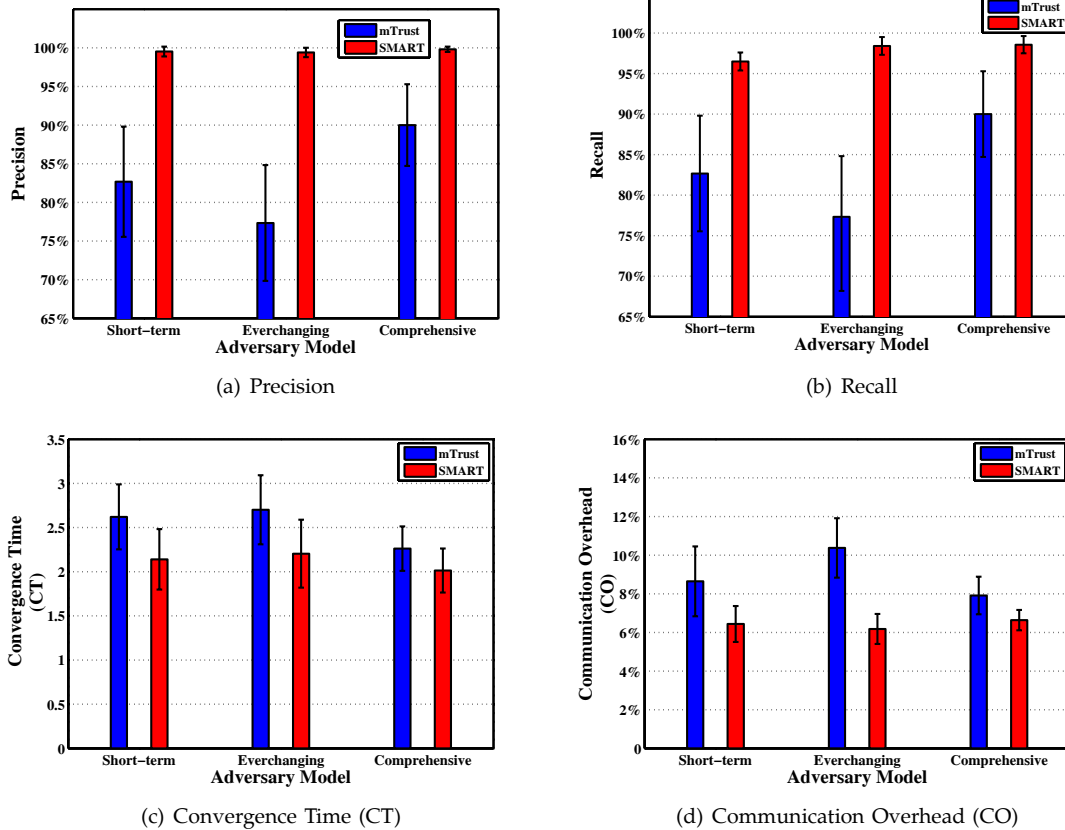 mTrust
SMART
100%
95%
90%
85%
80%
75%
70%
65%
Precision
Short−term
Everchanging
Comprehensive
Adversary Model
(a) Precision
mTrust
SMART
100%
95%
90%
85%
80%
75%
70%
65%
Recall
Short−term
Everchanging
Comprehensive
Adversary Model
(b) Recall
mTrust
SMART
3.5
3
2.5
2
1.5
1
0.5
0
Convergence Time
(CT)
Short−term
Everchanging
Comprehensive
Adversary Model
(c) Convergence Time (CT)
mTrust
SMART
16%
14%
12%
10%
8%
6%
4%
2%
0
Communication Overhead
(CO)
Short−term
Everchanging
Comprehensive
Adversary Model
(d) Communication Overhead (CO)